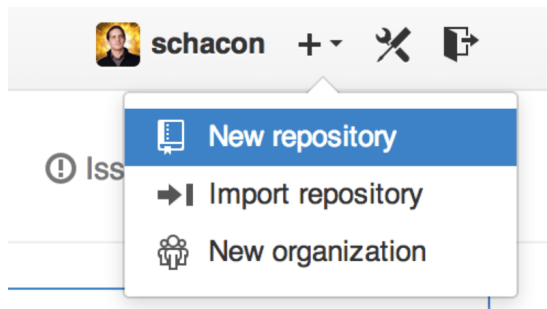 schacon
New repository
Iss
Import repository
New organization